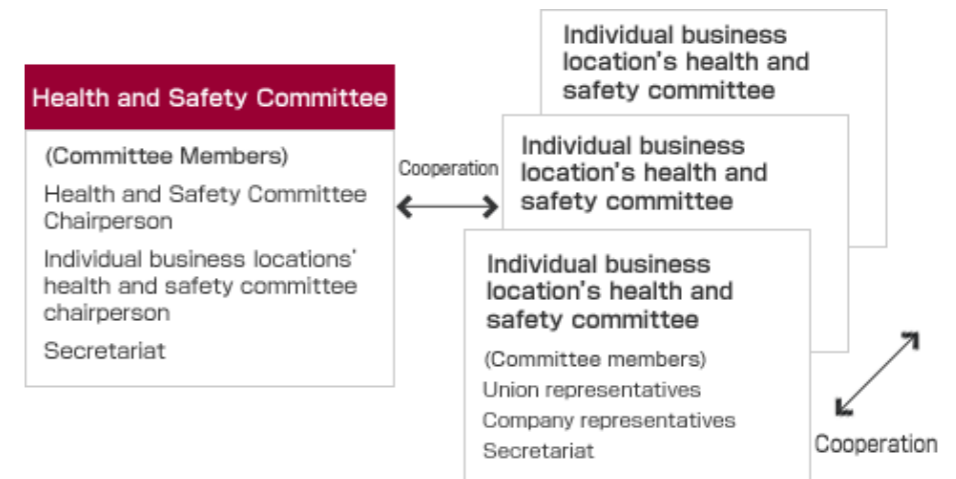 Health and Safety Committee
(Committee Members)
Health and Safety Committee
Chairperson
Individual business locations'
health and safety committee
chairperson
Secretariat
Cooperation
Individual business
location's health and
safety committee
Individual business
location's health and
safety committee
Individual business
location's health and
safety committee
(Committee members)
Union representatives
Company representatives
Secretariat
Cooperation